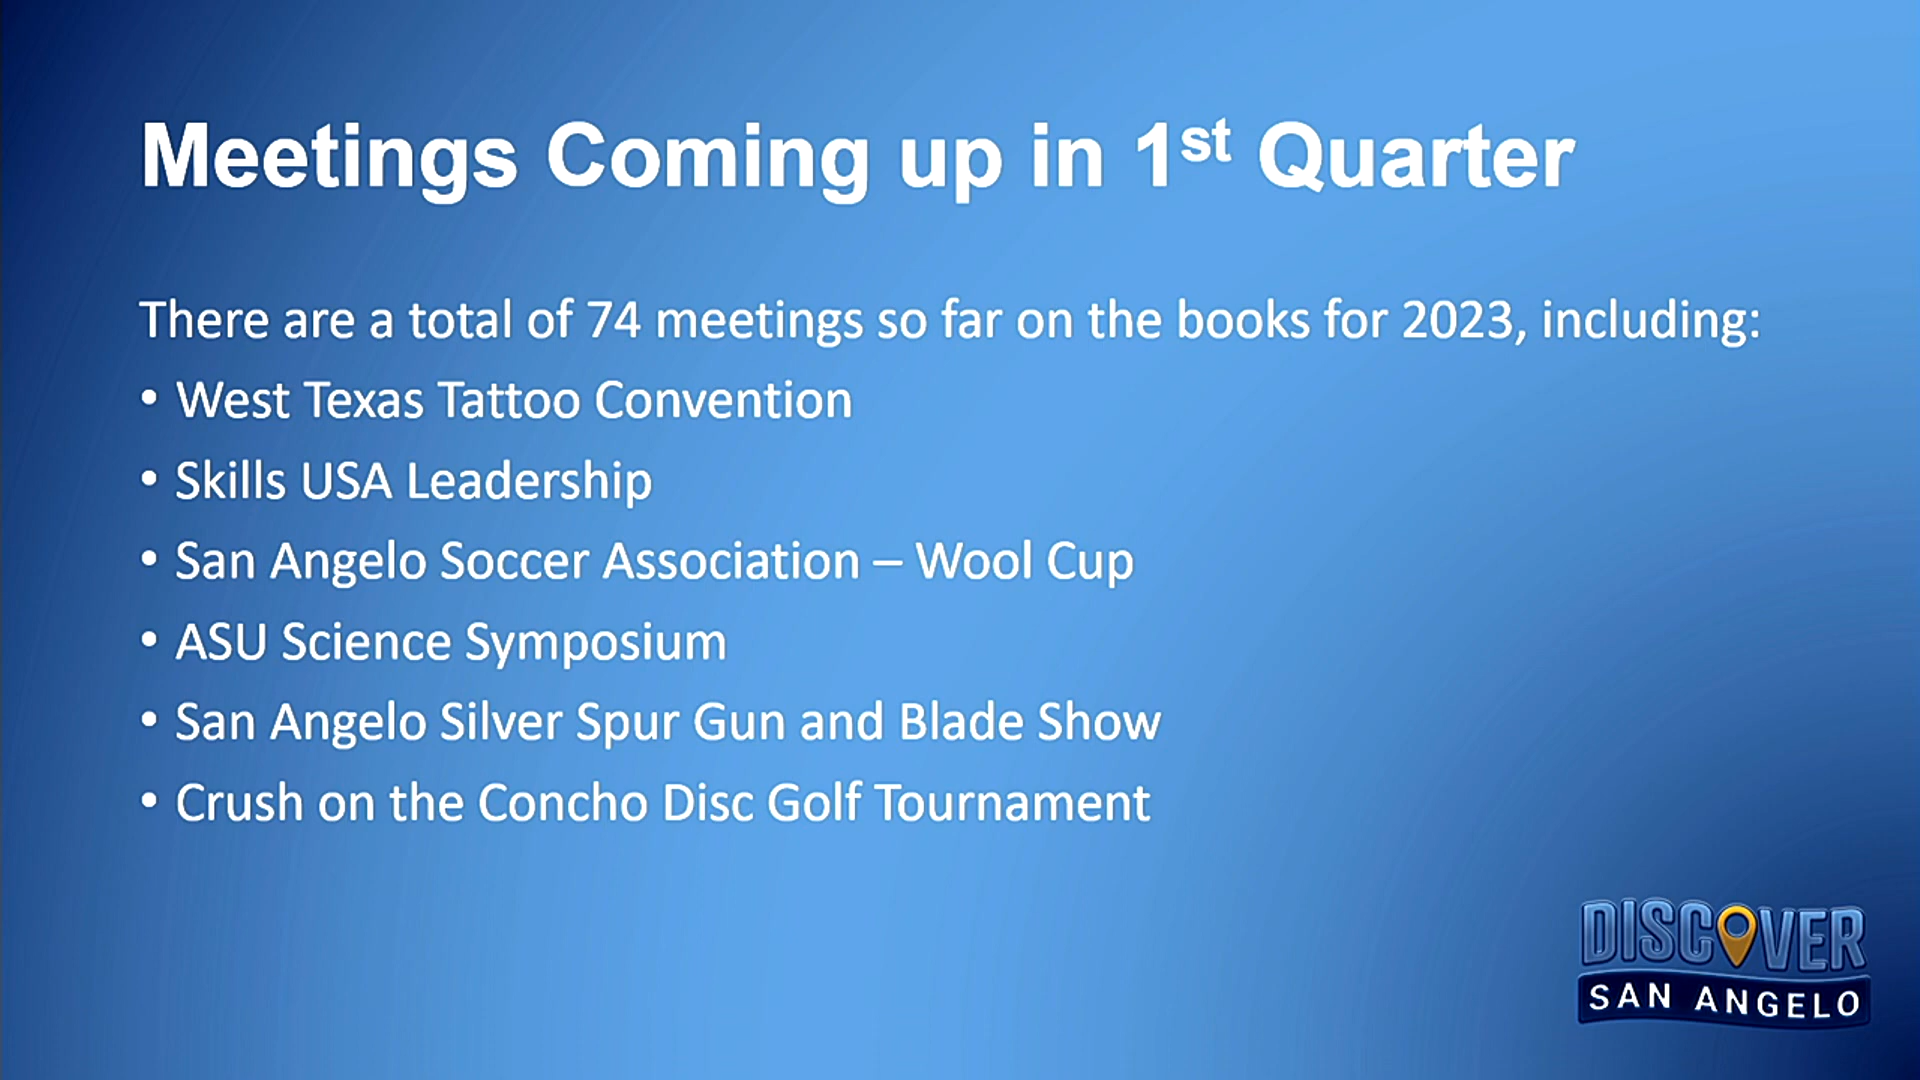 Meetings Coming up in 1st Quarter
There are a total of 74 meetings so far on the books for 2023, including:
• West Texas Tattoo Convention
• Skills USA Leadership
• San Angelo Soccer Association – Wool Cup
• ASU Science Symposium
• San Angelo Silver Spur Gun and Blade Show
• Crush on the Concho Disc Golf Tournament
DISCOVER
SAN ANGELO